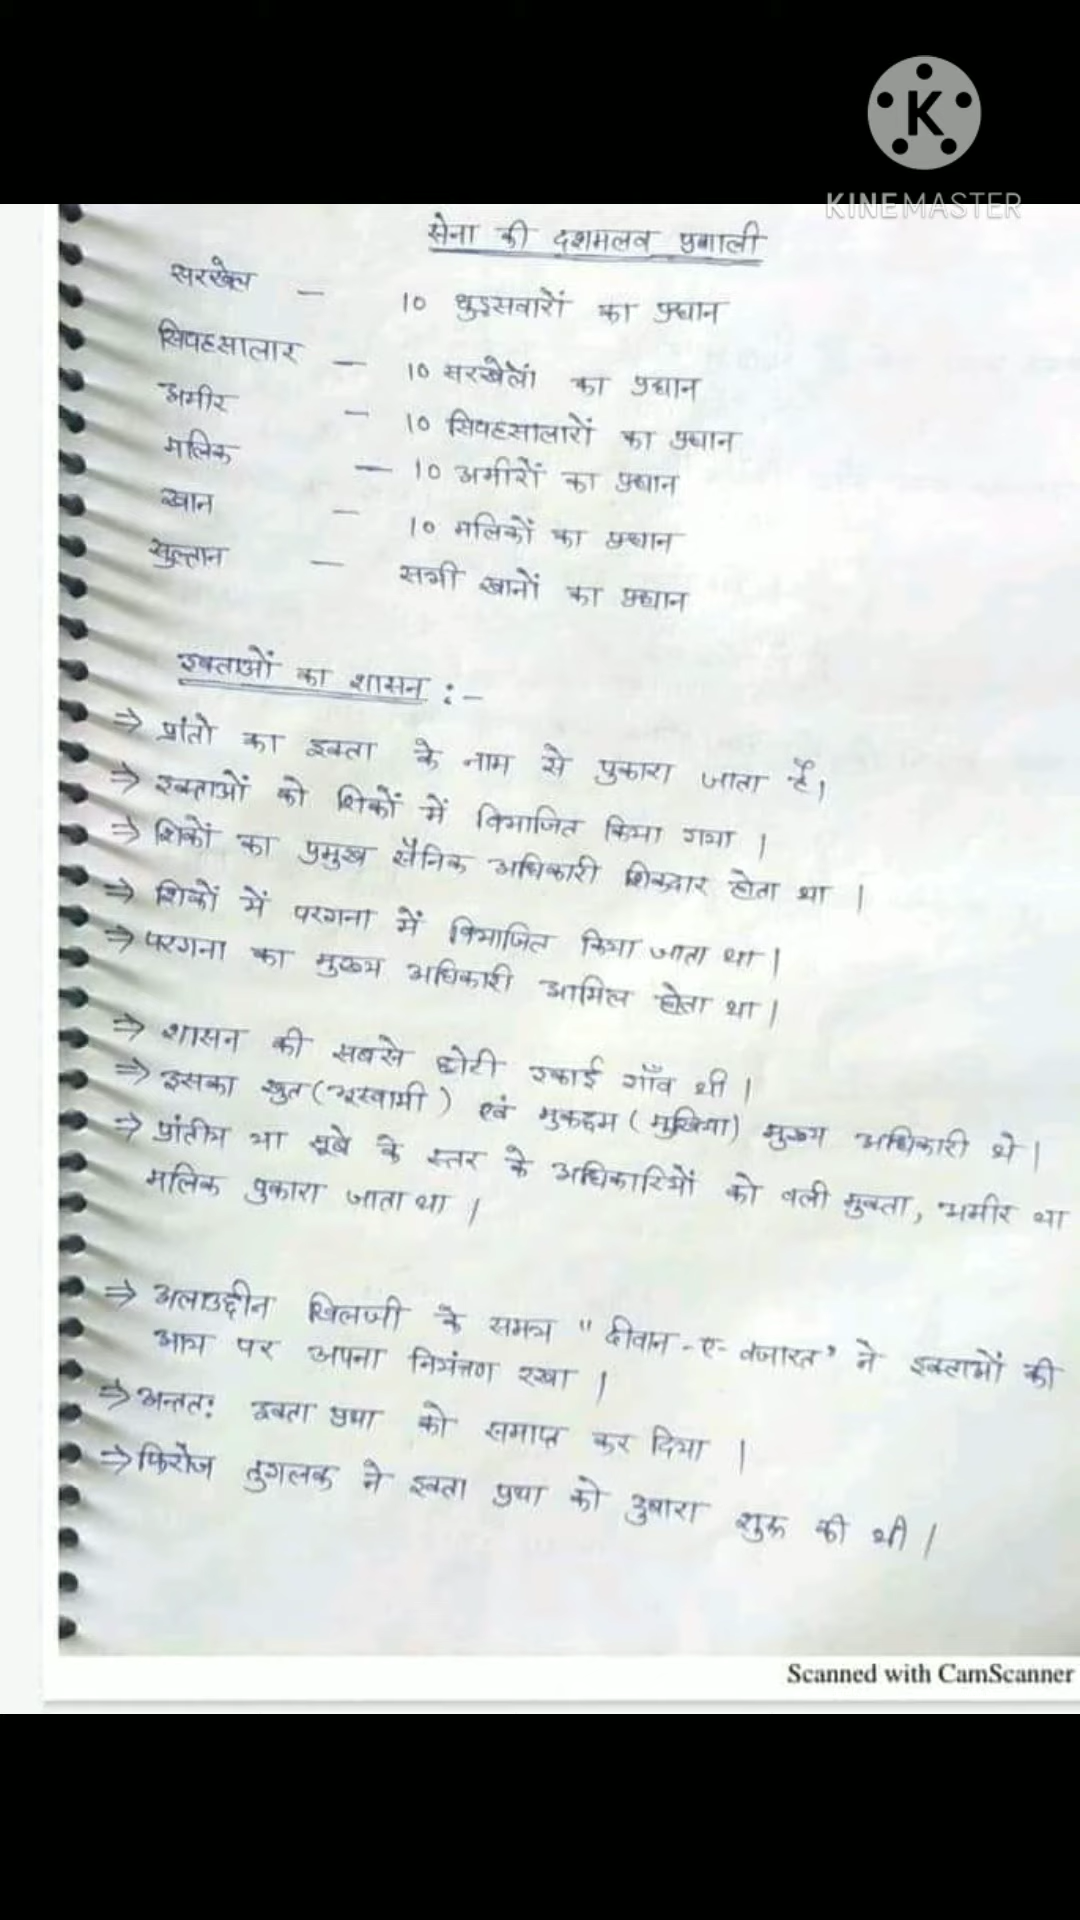 K
KINEMASTER
सेना की दशमलव प्रणाली
सरखेल — 10 घुड़सवारों का प्रधान
सिपहसालार — 10 सरखेलों का प्रधान
अमीर — 10 सिपहसालारों का प्रधान
मलिक — 10 अमीरों का प्रधान
खान — 10 मलिकों का प्रधान
सुल्तान — सभी खानों का प्रधान
इक्ताओं का शासन :-
⇒ प्रांतो का इक्ता के नाम से पुकारा जाता है।
⇒ इक्ताओं को शिकों में विभाजित किया गया।
⇒ शिकों का प्रमुख सैनिक अधिकारी शिकदार होता था।
⇒ शिकों में परगना में विभाजित किया जाता था।
⇒ परगना का मुख्य अधिकारी आमिल होता था।
⇒ शासन की सबसे छोटी इकाई गाँव थी।
⇒ इसका खुत (भूस्वामी) एवं मुकद्दम (मुखिया) मुख्य अधिकारी थे।
⇒ प्रांतीय या सूबे के स्तर के अधिकारियों को वली मुक्ता, अमीर या
मलिक पुकारा जाता था।
⇒ अलाउद्दीन खिलजी के समय "दीवान-ए-वजारत" ने इक्ताओं की
आय पर अपना नियंत्रण रखा।
⇒ अन्तत: इक्ता प्रथा को समाप्त कर दिया।
⇒ फिरोज तुगलक ने इक्ता प्रथा को दुबारा शुरू की थी।
Scanned with CamScanner